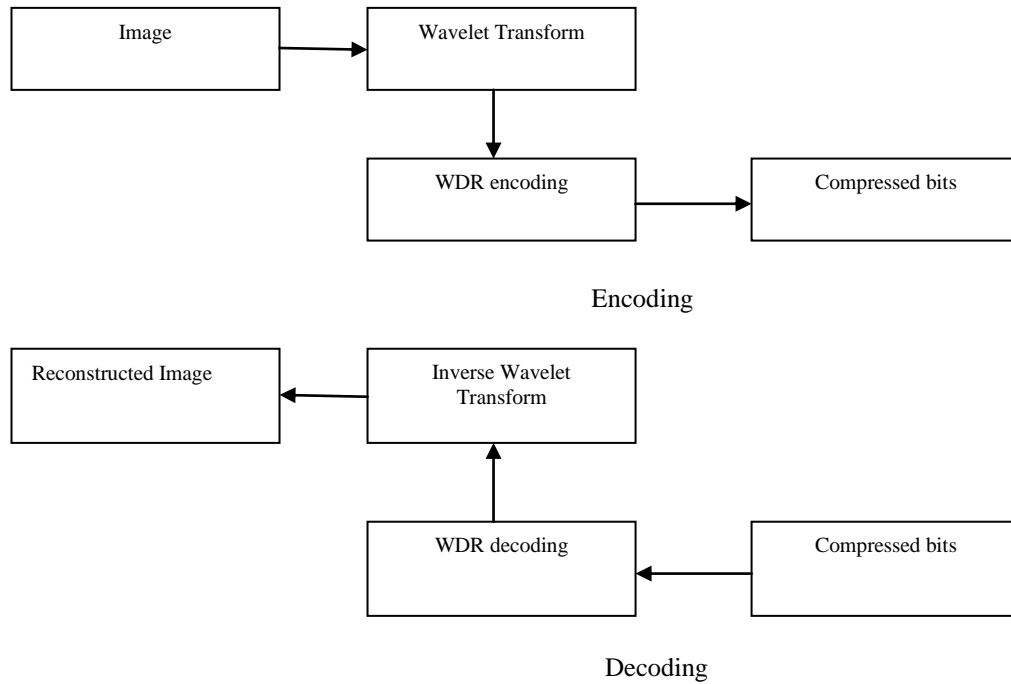 Image
Wavelet Transform
WDR encoding
Compressed bits
Encoding
Reconstructed Image
Inverse Wavelet
Transform
WDR decoding
Compressed bits
Decoding